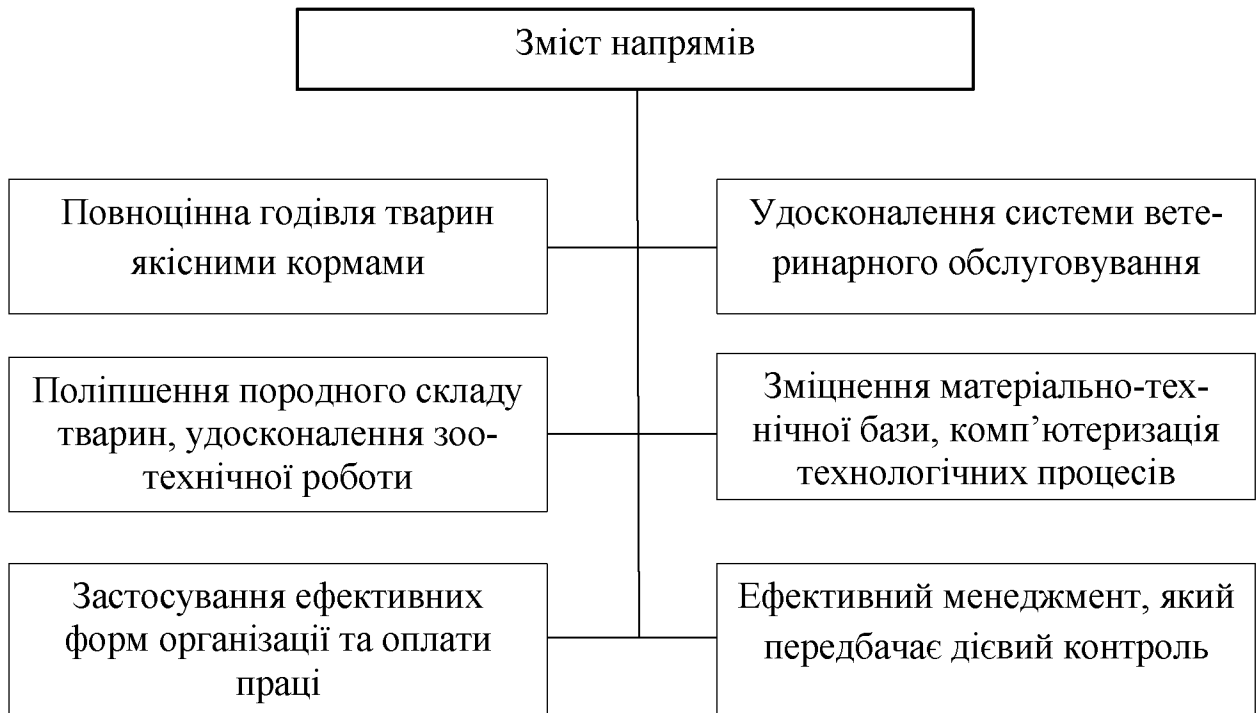 Зміст напрямів
Повноцінна годівля тварин
якісними кормами
Удосконалення системи вете-
ринарного обслуговування
Поліпшення породного складу
тварин, удосконалення зоо-
технічної роботи
Зміцнення матеріально-тех-
нічної бази, комп’ютеризація
технологічних процесів
Застосування ефективних
форм організації та оплати
праці
Ефективний менеджмент, який
передбачає дієвий контроль